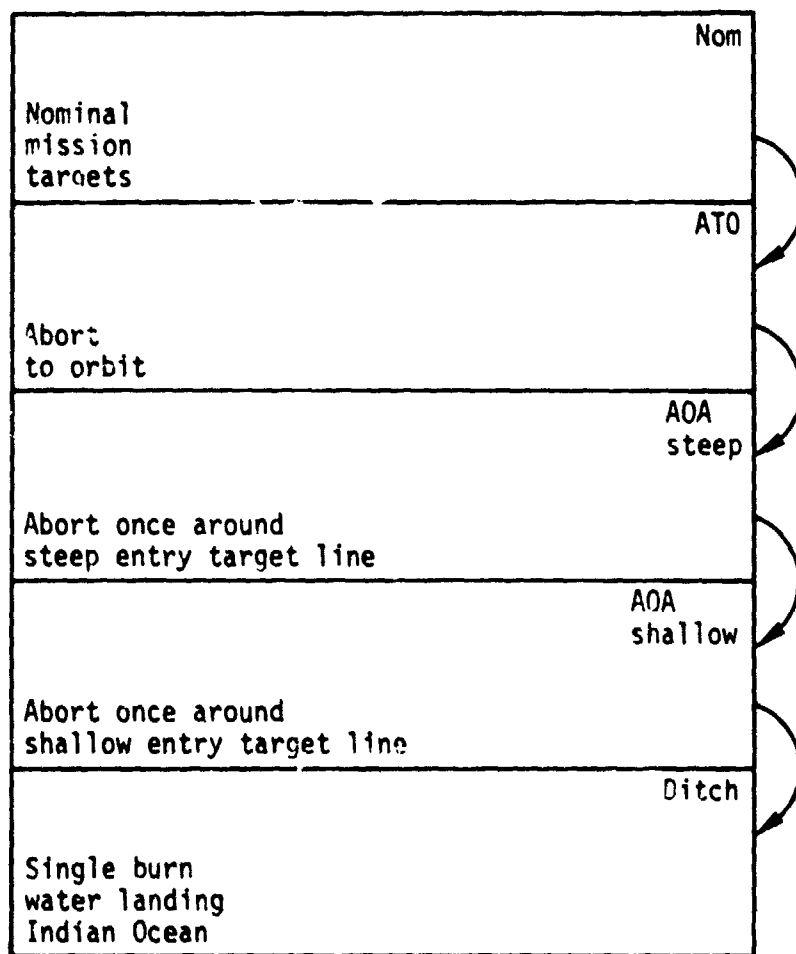 Nom
Nominal
mission
targets
ATO
Abort
to orbit
AOA
steep
Abort once around
steep entry target line
AOA
shallow
Abort once around
shallow entry target line
Ditch
Single burn
water landing
Indian Ocean